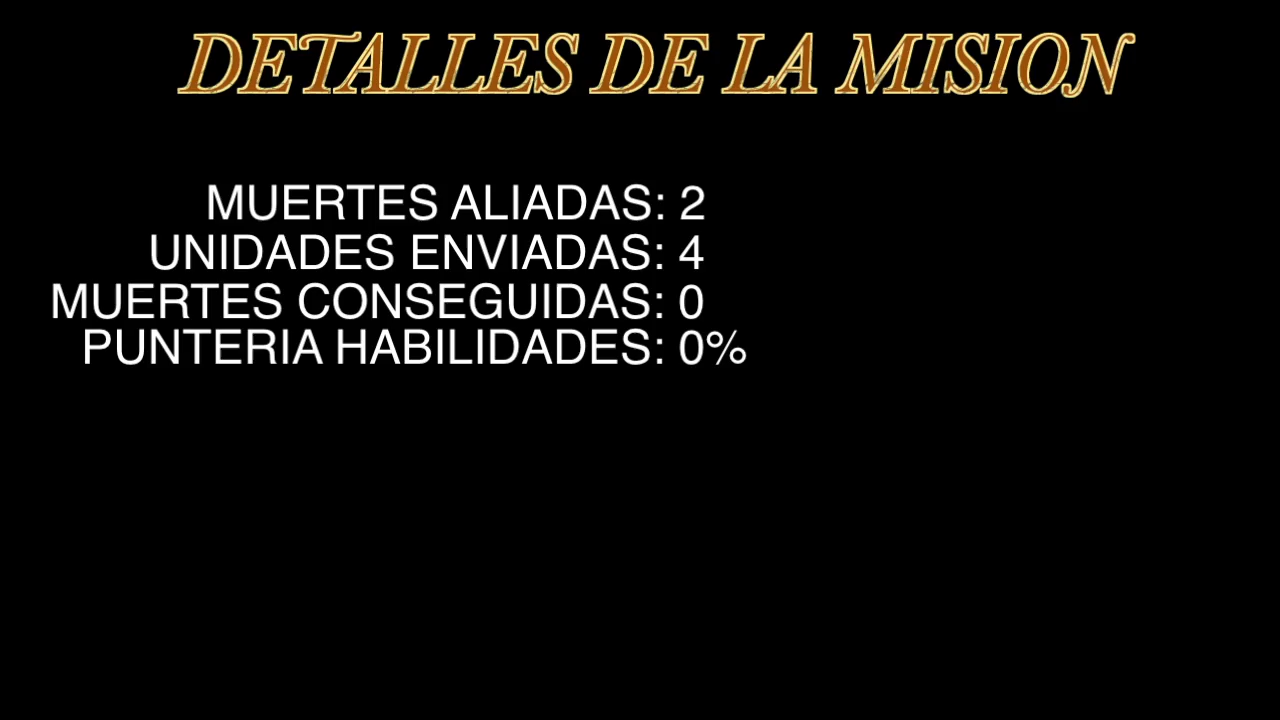 DETALLES DE LA MISION
MUERTES ALIADAS: 2
UNIDADES ENVIADAS: 4
MUERTES CONSEGUIDAS: 0
PUNTERIA HABILIDADES: 0%